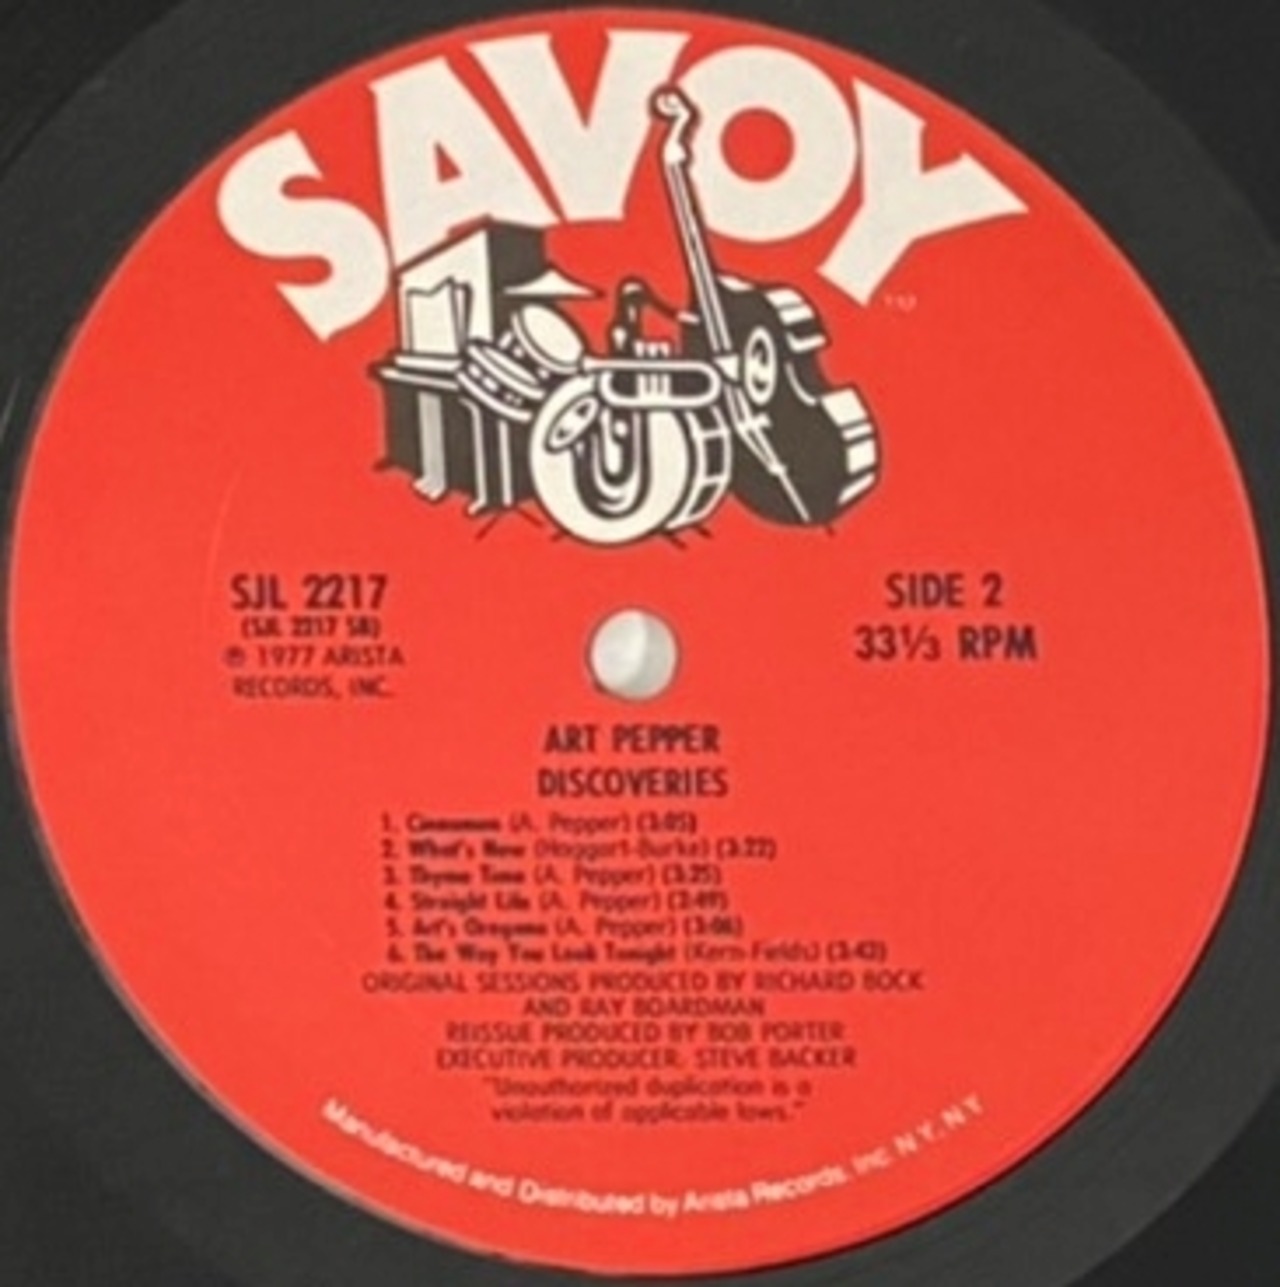 SAVOY
TM
SJL 2217
(SJL 2217 SB)
℗ 1977 ARISTA
RECORDS, INC.
SIDE 2
33⅓ RPM
ART PEPPER
DISCOVERIES
1. Cinnamon (A. Pepper) (3:05)
2. What's New (Haggart-Burke) (3:22)
3. Thyme Time (A. Pepper) (3:25)
4. Straight Life (A. Pepper) (2:49)
5. Art's Oregano (A. Pepper) (3:06)
6. The Way You Look Tonight (Kern-Fields) (3:43)
ORIGINAL SESSIONS PRODUCED BY RICHARD BOCK
AND RAY BOARDMAN
REISSUE PRODUCED BY BOB PORTER
EXECUTIVE PRODUCER: STEVE BACKER
"Unauthorized duplication is a
violation of applicable laws."
Manufactured and Distributed by Arista Records, Inc N.Y., N.Y